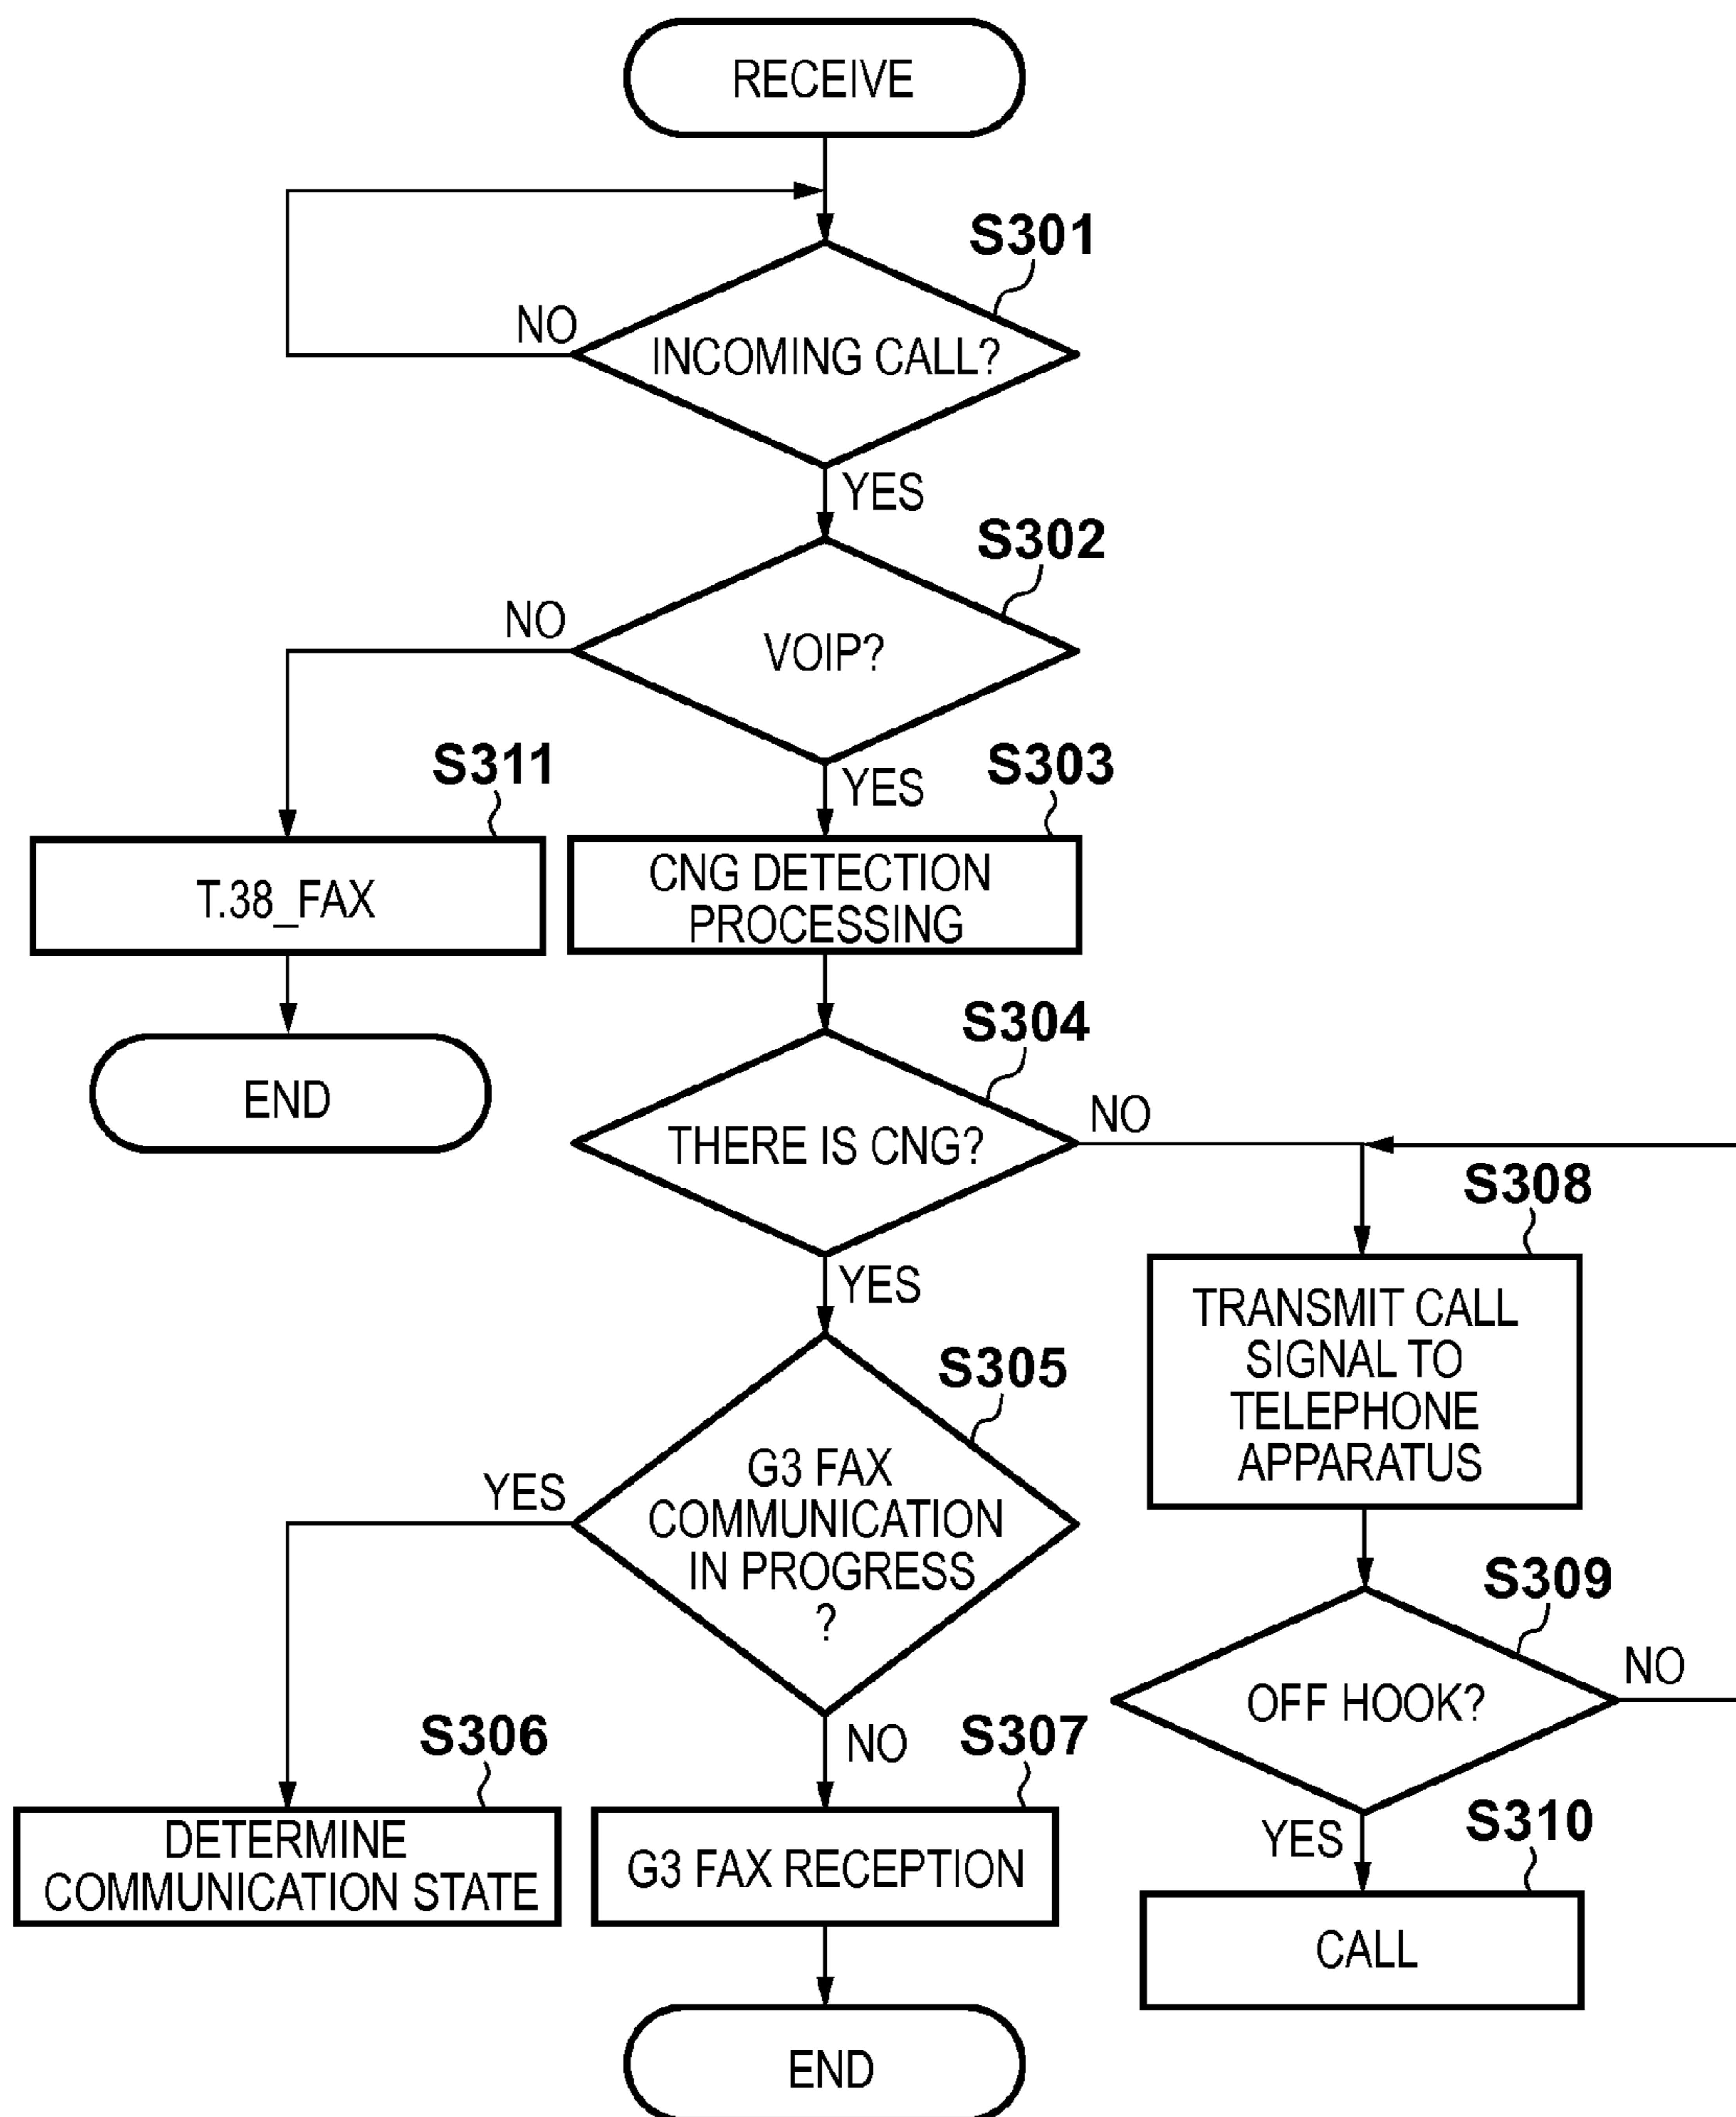 RECEIVE
S301
NO
INCOMING CALL?
YES
S302
NO
VOIP?
S311
YES
S303
T.38_FAX
CNG DETECTION
PROCESSING
S304
END
NO
THERE IS CNG?
S308
YES
TRANSMIT CALL
SIGNAL TO
TELEPHONE
APPARATUS
S305
YES
G3 FAX
COMMUNICATION
IN PROGRESS
?
S309
NO
OFF HOOK?
S306
NO
S307
YES
S310
DETERMINE
COMMUNICATION STATE
G3 FAX RECEPTION
CALL
END